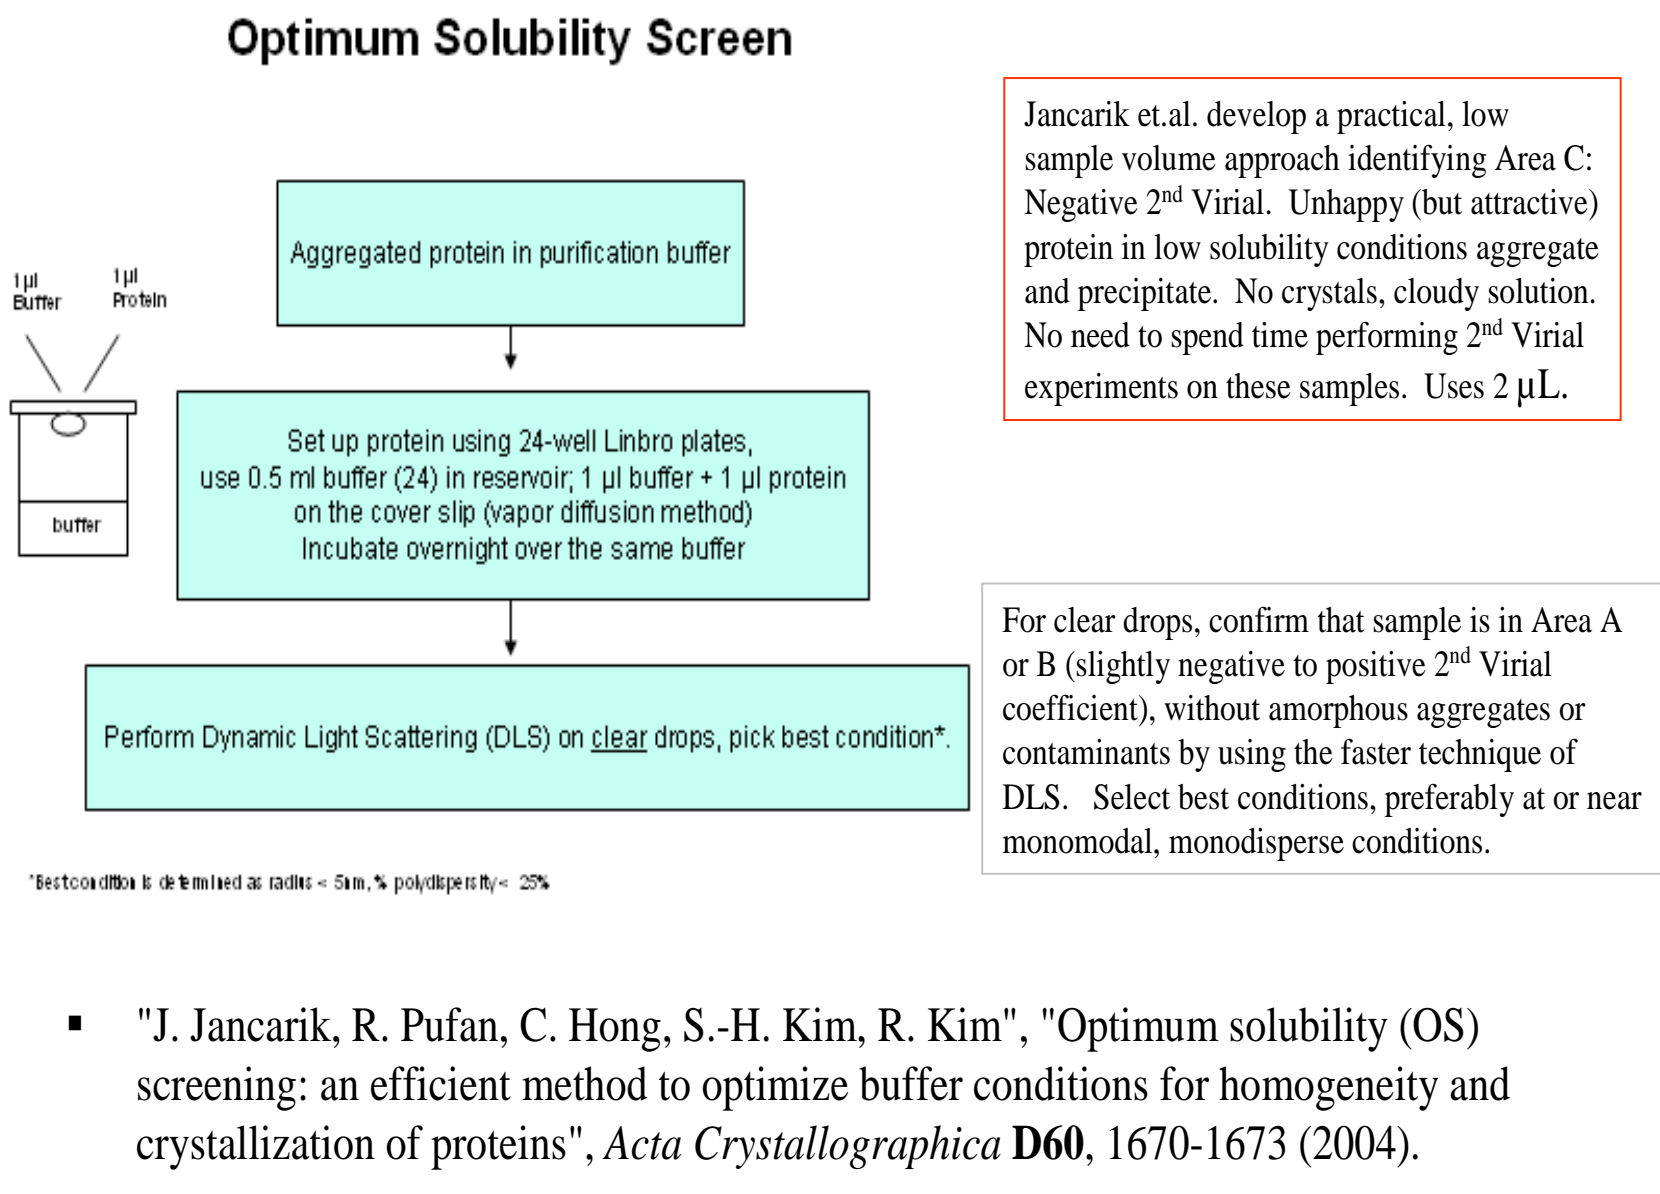 Optimum Solubility Screen
Jancarik et.al. develop a practical, low
sample volume approach identifying Area C:
Negative 2nd Virial.  Unhappy (but attractive)
protein in low solubility conditions aggregate
and precipitate.  No crystals, cloudy solution.
No need to spend time performing 2nd Virial
experiments on these samples.  Uses 2 µL.
Aggregated protein in purification buffer
1 µl
Buffer
1 µl
Protein
buffer
Set up protein using 24-well Linbro plates,
use 0.5 ml buffer (24) in reservoir; 1 µl buffer + 1 µl protein
on the cover slip (vapor diffusion method)
Incubate overnight over the same buffer
For clear drops, confirm that sample is in Area A
or B (slightly negative to positive 2nd Virial
coefficient), without amorphous aggregates or
contaminants by using the faster technique of
DLS.   Select best conditions, preferably at or near
monomodal, monodisperse conditions.
Perform Dynamic Light Scattering (DLS) on clear drops, pick best condition*.
*Best condition is determined as radius < 5nm, % polydispersity < 25%
▪ "J. Jancarik, R. Pufan, C. Hong, S.-H. Kim, R. Kim", "Optimum solubility (OS)
screening: an efficient method to optimize buffer conditions for homogeneity and
crystallization of proteins", Acta Crystallographica D60, 1670-1673 (2004).